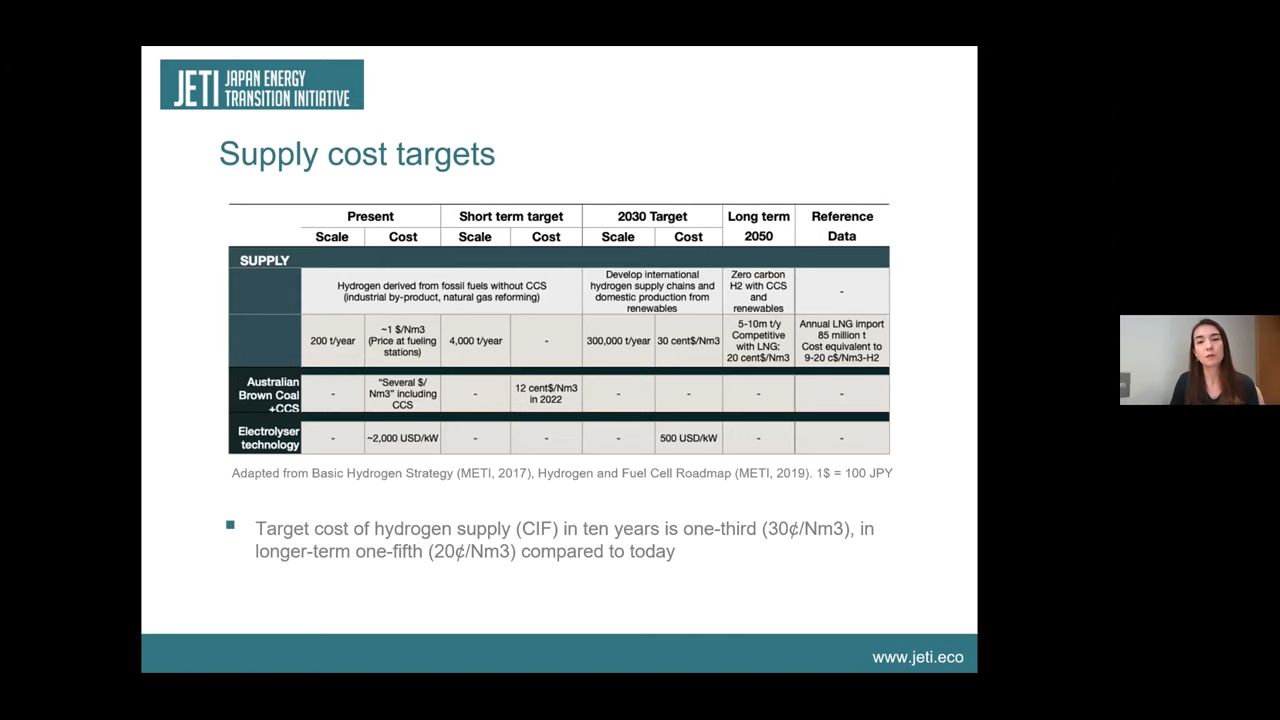 JETI JAPAN ENERGY
TRANSITION INITIATIVE
Supply cost targets
Present Short term target 2030 Target Long term Reference
Scale Cost Scale Cost Scale Cost 2050 Data
SUPPLY
Hydrogen derived from fossil fuels without CCS
(industrial by-product, natural gas reforming)
Develop international
hydrogen supply chains and
domestic production from
renewables
Zero carbon
H2 with CCS
and
renewables
-
200 t/year
~1 $/Nm3
(Price at fueling
stations)
4,000 t/year
-
300,000 t/year
30 cent$/Nm3
5-10m t/y
Competitive
with LNG:
20 cent$/Nm3
Annual LNG import
85 million t
Cost equivalent to
9-20 c$/Nm3-H2
Australian
Brown Coal
+CCS
-
"Several $/
Nm3" including
CCS
-
12 cent$/Nm3
in 2022
-
-
-
-
Electrolyser
technology
-
~2,000 USD/kW
-
-
-
500 USD/kW
-
-
Adapted from Basic Hydrogen Strategy (METI, 2017), Hydrogen and Fuel Cell Roadmap (METI, 2019). 1$ = 100 JPY
Target cost of hydrogen supply (CIF) in ten years is one-third (30¢/Nm3), in
longer-term one-fifth (20¢/Nm3) compared to today
www.jeti.eco